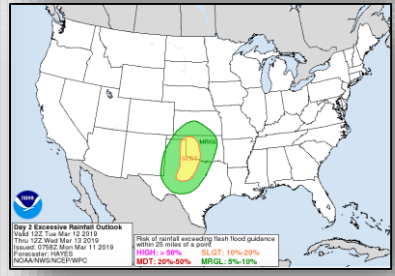 MRGL
SLGT
NOAA
Day 2 Excessive Rainfall Outlook
Valid 12Z Tue Mar 12 2019
Thru 12Z Wed Mar 13 2019
Issued: 0758Z Mon Mar 11 2019
Forecaster: HAYES
NOAA/NWS/NCEP/WPC
Risk of rainfall exceeding flash flood guidance
within 25 miles of a point
HIGH: > 50% SLGT: 10%-20%
MDT: 20%-50% MRGL: 5%-10%